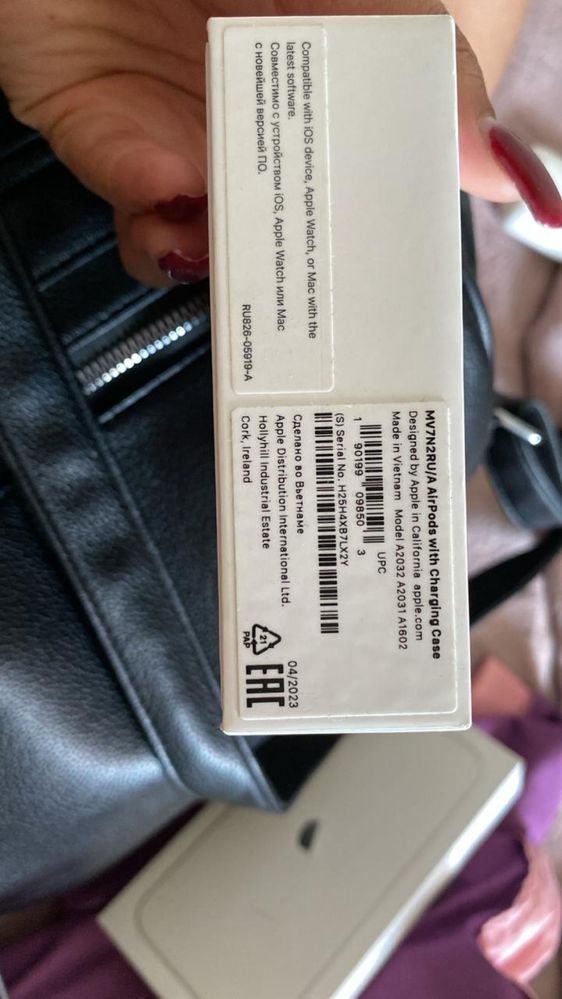 Compatible with iOS device, Apple Watch, or Mac with the
latest software.
Совместимо с устройством iOS, Apple Watch или Mac
с новейшей версией ПО.
RU826-05919-A
MV7N2RU/A AirPods with Charging Case
Designed by Apple in California apple.com
Made in Vietnam Model A2032 A2031 A1602
UPC
1 90199 09850 3
(S) Serial No. H25H4XB7LX2Y
Сделано во Вьетнаме
Apple Distribution International Ltd.
Hollyhill Industrial Estate
Cork, Ireland
04/2023
21
PAP
EAC